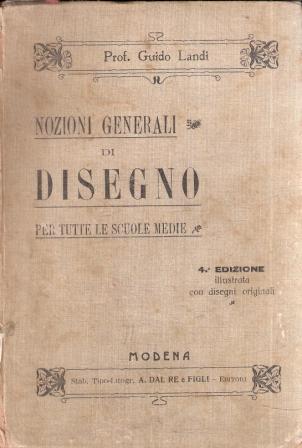 Prof. Guido Landi
NOZIONI GENERALI
DI
DISEGNO
PER TUTTE LE SCUOLE MEDIE
4.ª EDIZIONE
illustrata
con disegni originali
MODENA
Stab. Tipo-Litogr. A. DAL RE e FIGLI - Editori